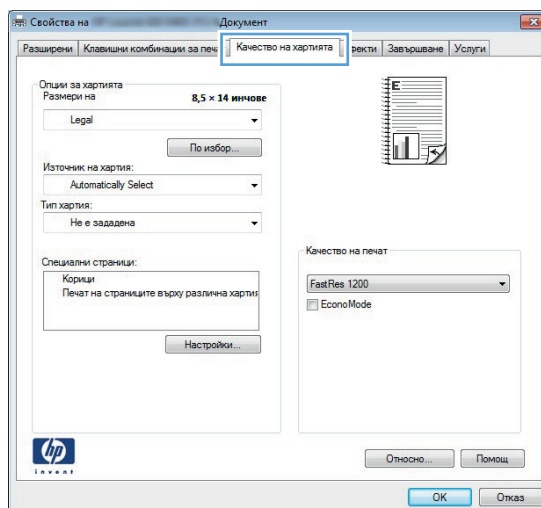 Свойства на Документ
Разширени
Клавишни комбинации за печ
Качество на хартията
фекти
Завършване
Услуги
Опции за хартията
Размери на
8,5 × 14 инчове
Legal
По избор...
Източник на хартия:
Automatically Select
Тип хартия:
Не е зададена
Специални страници:
Корици
Печат на страниците върху различна хартия
Настройки...
E
Качество на печат
FastRes 1200
EconoMode
hp
invent
Относно...
Помощ
OK
Отказ